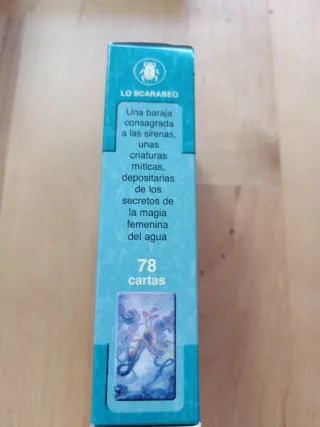 LO SCARABEO
Una baraja
consagrada
a las sirenas,
unas
criaturas
míticas,
depositarias
de los
secretos de
la magia
femenina
del agua
78
cartas